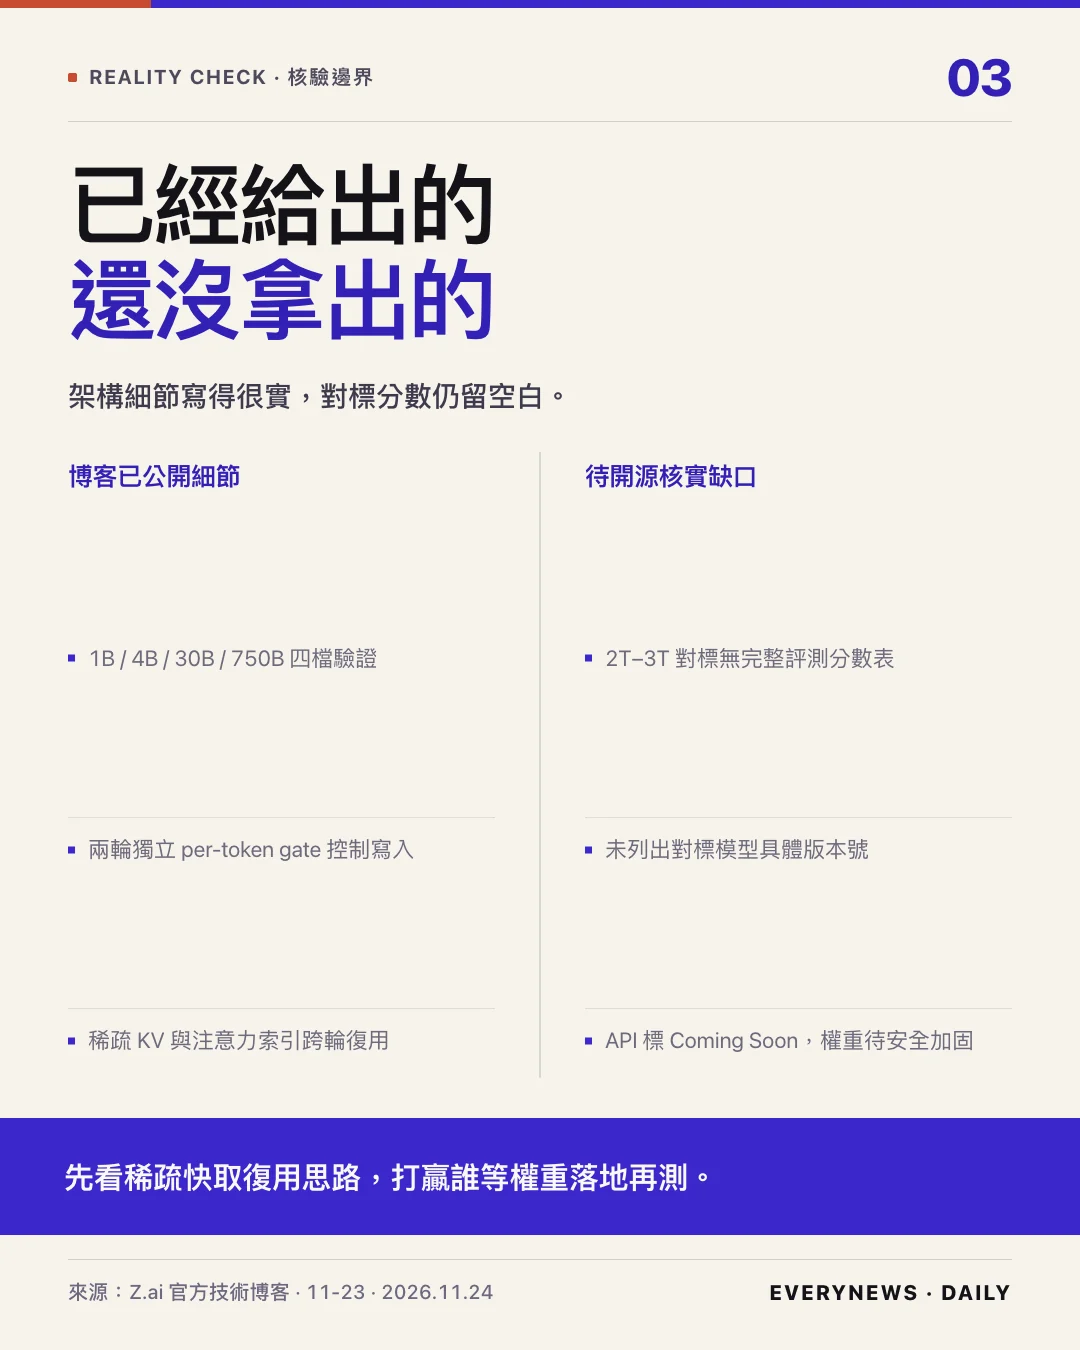 REALITY CHECK · 核驗邊界
03
已經給出的
還沒拿出的
架構細節寫得很實，對標分數仍留空白。
博客已公開細節
1B / 4B / 30B / 750B 四檔驗證
兩輪獨立 per-token gate 控制寫入
稀疏 KV 與注意力索引跨輪復用
待開源核實缺口
2T–3T 對標無完整評測分數表
未列出對標模型具體版本號
API 標 Coming Soon，權重待安全加固
先看稀疏快取復用思路，打贏誰等權重落地再測。
來源：Z.ai 官方技術博客 · 11-23 · 2026.11.24
EVERYNEWS · DAILY